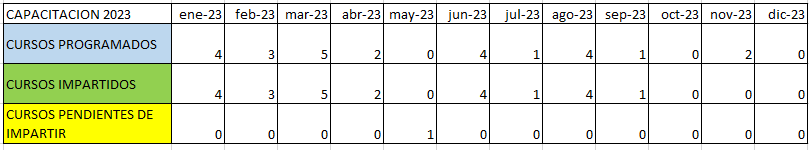 CAPACITACION 2023 ene-23 feb-23 mar-23 abr-23 may-23 jun-23 jul-23 ago-23 sep-23 oct-23 nov-23 dic-23
CURSOS PROGRAMADOS 4 3 5 2 0 4 1 4 1 0 2 0
CURSOS IMPARTIDOS 4 3 5 2 0 4 1 4 1 0 0 0
CURSOS PENDIENTES DE
IMPARTIR 0 0 0 0 1 0 0 0 0 0 0 0